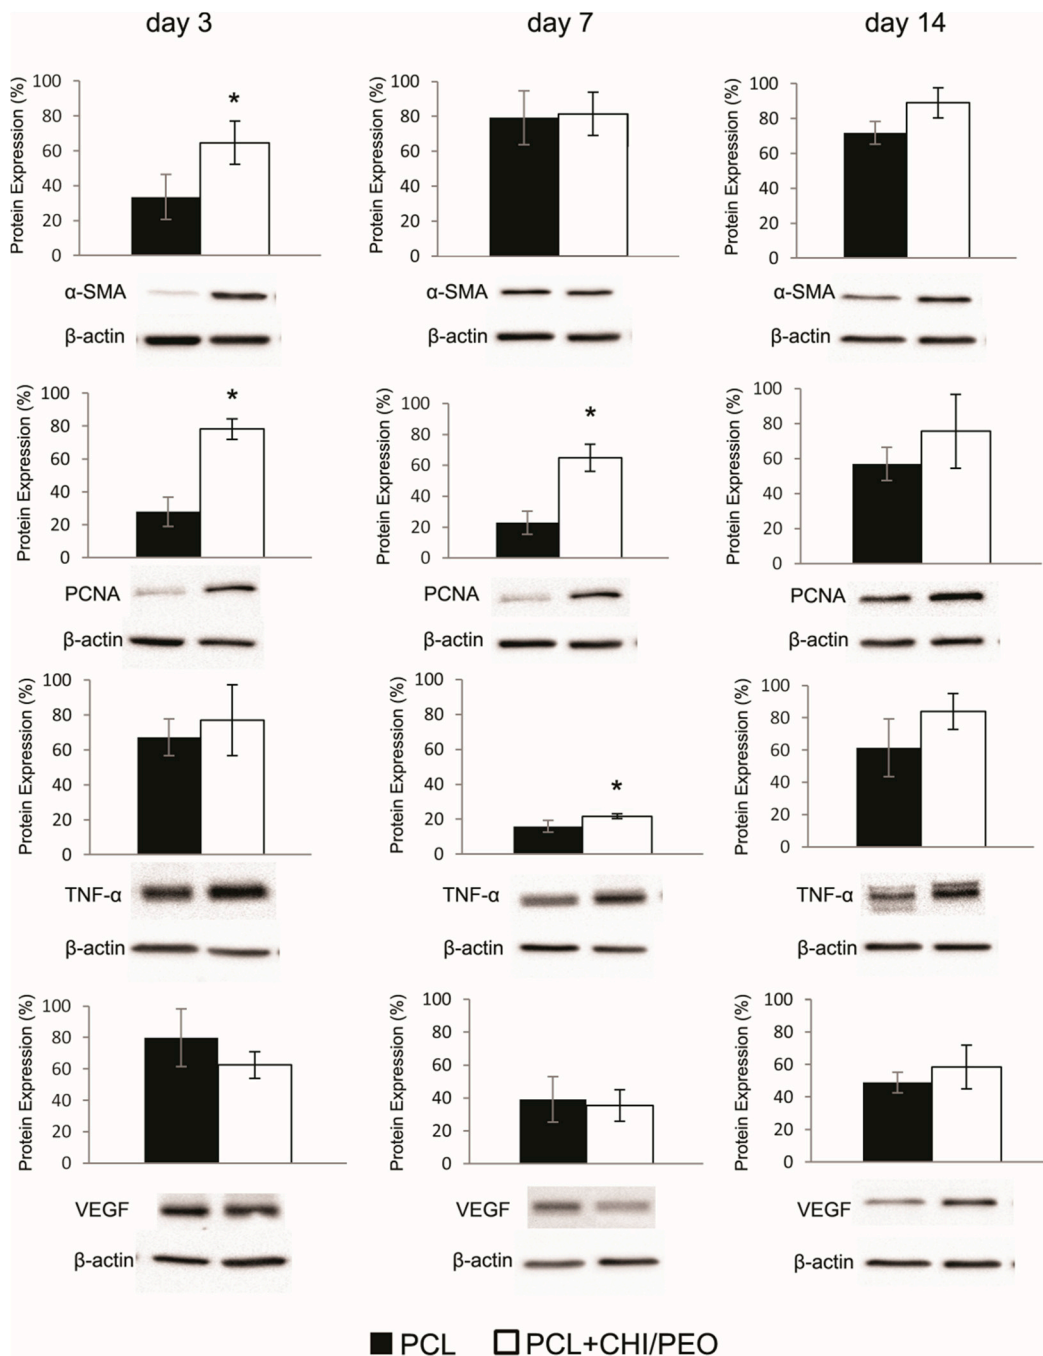 day 3 day 7 day 14
Protein Expression (%) 100 80 60 40 20 0 *
Protein Expression (%) 100 80 60 40 20 0
Protein Expression (%) 100 80 60 40 20 0
α-SMA α-SMA α-SMA
β-actin β-actin β-actin
Protein Expression (%) 100 80 60 40 20 0 *
Protein Expression (%) 100 80 60 40 20 0 *
Protein Expression (%) 100 80 60 40 20 0
PCNA PCNA PCNA
β-actin β-actin β-actin
Protein Expression (%) 100 80 60 40 20 0
Protein Expression (%) 100 80 60 40 20 0 *
Protein Expression (%) 100 80 60 40 20 0
TNF-α TNF-α TNF-α
β-actin β-actin β-actin
Protein Expression (%) 100 80 60 40 20 0
Protein Expression (%) 100 80 60 40 20 0
Protein Expression (%) 100 80 60 40 20 0
VEGF VEGF VEGF
β-actin β-actin β-actin
PCL PCL+CHI/PEO